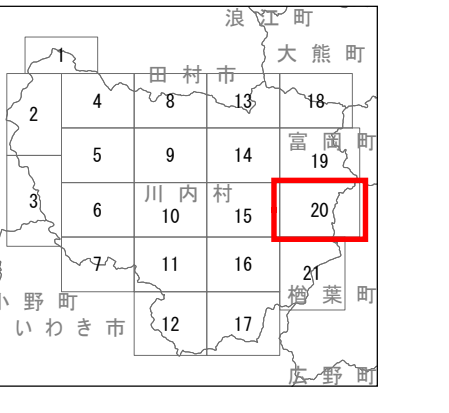 浪江町
大熊町
1
田村市
2 4 8 13 18
富岡町
5 9 14 19
川内村
3 6 10 15 20
7 11 16 21
小野町
楢葉町
いわき市
12 17
広野町